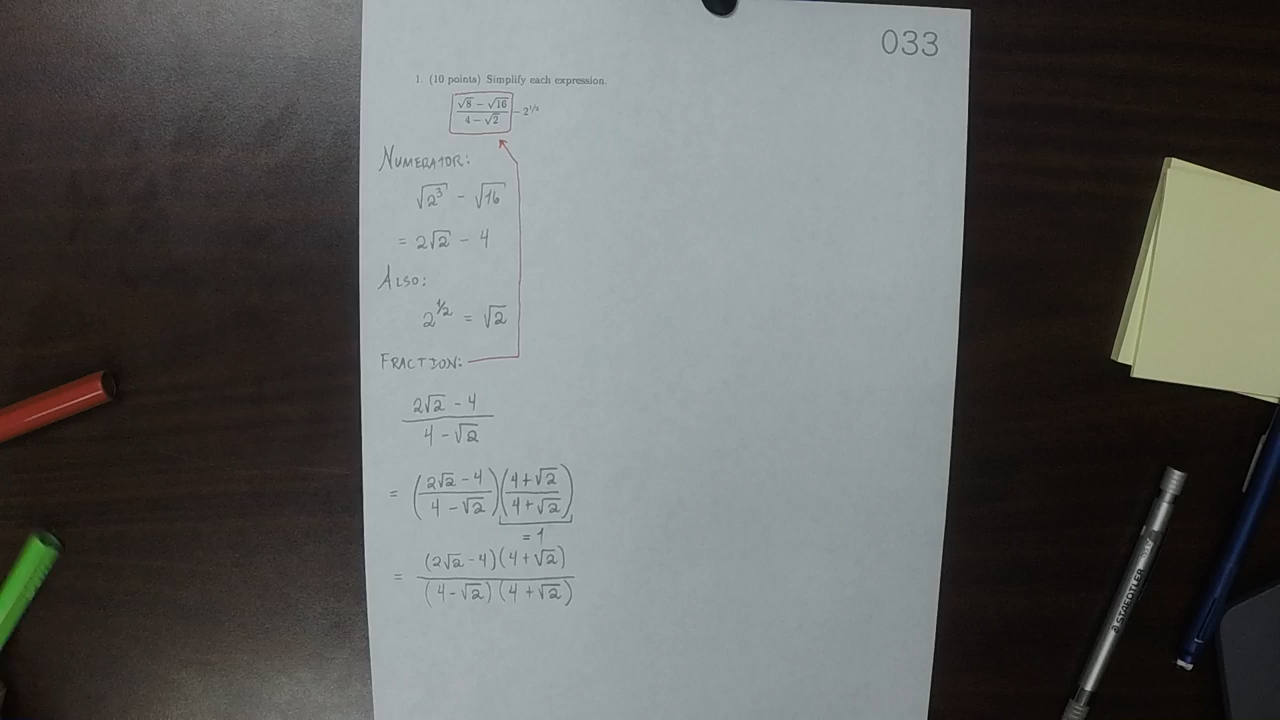 033
1. (10 points) Simplify each expression.
√8 − √16
4 − √2
− 2^{1/2}
NUMERATOR:
√2³ − √16
= 2√2 − 4
ALSO:
2^{1/2} = √2
FRACTION:
2√2 − 4
4 − √2
= (2√2 − 4 / 4 − √2)(4 + √2 / 4 + √2)
= 1
= (2√2 − 4)(4 + √2)
(4 − √2)(4 + √2)
STAEDTLER